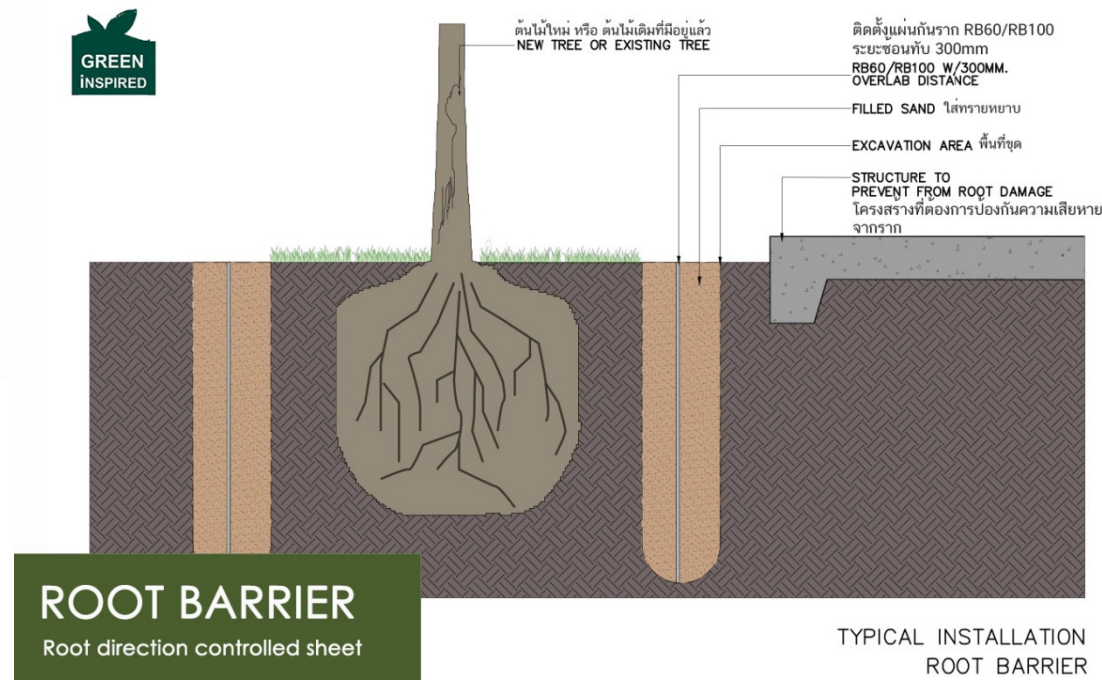 GREEN
iNSPIRED
ต้นไม้ใหม่ หรือ ต้นไม้เดิมที่มีอยู่แล้ว
NEW TREE OR EXISTING TREE
ติดตั้งแผ่นกันราก RB60/RB100
ระยะซ้อนทับ 300mm
RB60/RB100 W/300MM.
OVERLAB DISTANCE
FILLED SAND ใส่ทรายหยาบ
EXCAVATION AREA พื้นที่ขุด
STRUCTURE TO
PREVENT FROM ROOT DAMAGE
โครงสร้างที่ต้องการป้องกันความเสียหาย
จากราก
ROOT BARRIER
Root direction controlled sheet
TYPICAL INSTALLATION
ROOT BARRIER